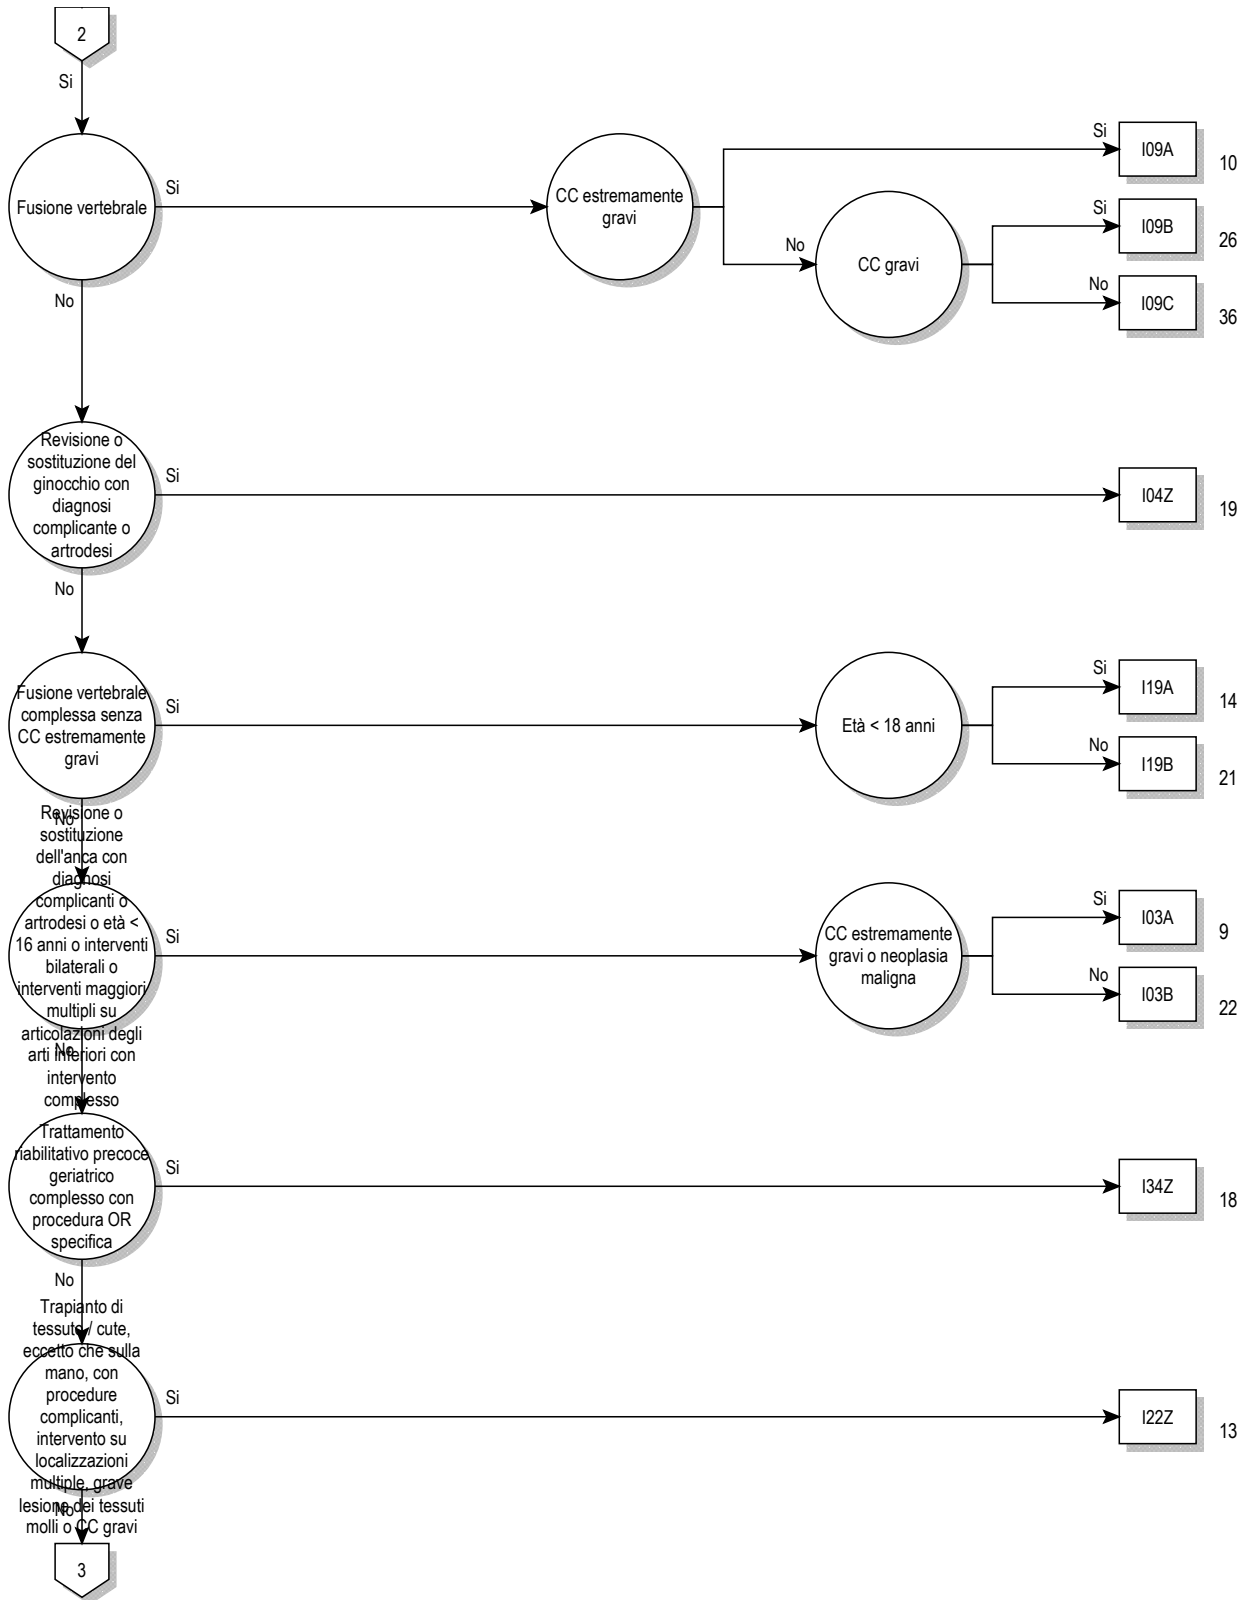 2
Si
Fusione vertebrale
Si
CC estremamente
gravi
Si
I09A
10
No
CC gravi
Si
I09B
26
No
I09C
36
No
Revisione o
sostituzione del
ginocchio con
diagnosi
complicante o
artrodesi
Si
I04Z
19
No
Fusione vertebrale
complessa senza
CC estremamente
gravi
Si
Età < 18 anni
Si
I19A
14
No
I19B
21
No
Revisione o
sostituzione
dell'anca con
diagnosi
complicanti o
artrodesi o età <
16 anni o interventi
bilaterali o
interventi maggiori
multipli su
articolazioni degli
arti inferiori con
intervento
complesso
Si
CC estremamente
gravi o neoplasia
maligna
Si
I03A
9
No
I03B
22
No
Trattamento
riabilitativo precoce
geriatrico
complesso con
procedura OR
specifica
Si
I34Z
18
No
Trapianto di
tessuto / cute,
eccetto che sulla
mano, con
procedure
complicanti,
intervento su
localizzazioni
multiple, grave
lesione dei tessuti
molli o CC gravi
Si
I22Z
13
No
3